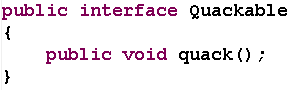 public interface Quackable
{
    public void quack();
}